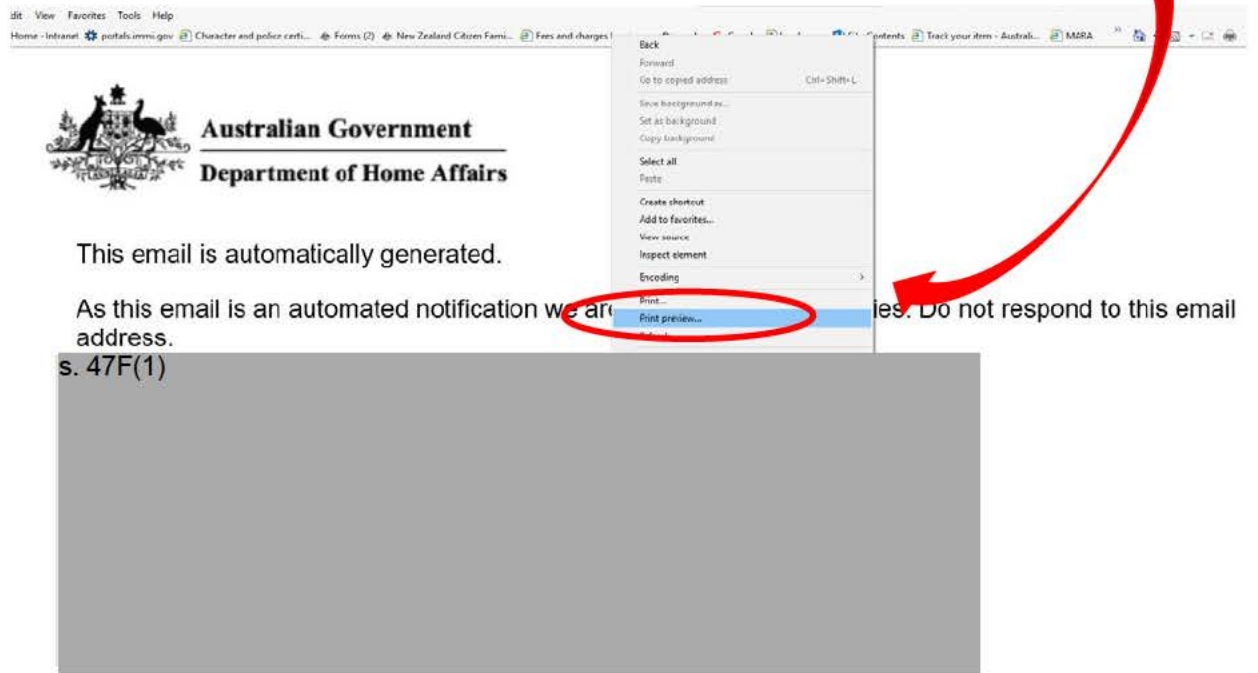 dit View Favorites Tools Help
Home - Intranet portals.immi.gov Character and police certi... Forms (2) New Zealand Citizen Fami... Fees and charges Contents Track your item - Australi... MARA »
Back
Forward
Go to copied address Ctrl+Shift+L
Save background as...
Set as background
Copy background
Select all
Paste
Create shortcut
Add to favorites...
View source
Inspect element
Encoding >
Print...
Print preview...
Australian Government
Department of Home Affairs
This email is automatically generated.
As this email is an automated notification we are ies. Do not respond to this email
address.
s. 47F(1)